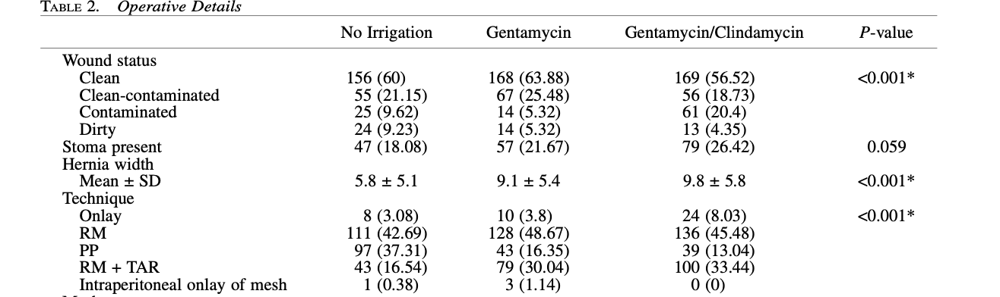 TABLE 2. Operative Details
No Irrigation Gentamycin Gentamycin/Clindamycin P-value
Wound status
Clean 156 (60) 168 (63.88) 169 (56.52) <0.001*
Clean-contaminated 55 (21.15) 67 (25.48) 56 (18.73)
Contaminated 25 (9.62) 14 (5.32) 61 (20.4)
Dirty 24 (9.23) 14 (5.32) 13 (4.35)
Stoma present 47 (18.08) 57 (21.67) 79 (26.42) 0.059
Hernia width
Mean ± SD 5.8 ± 5.1 9.1 ± 5.4 9.8 ± 5.8 <0.001*
Technique
Onlay 8 (3.08) 10 (3.8) 24 (8.03) <0.001*
RM 111 (42.69) 128 (48.67) 136 (45.48)
PP 97 (37.31) 43 (16.35) 39 (13.04)
RM + TAR 43 (16.54) 79 (30.04) 100 (33.44)
Intraperitoneal onlay of mesh 1 (0.38) 3 (1.14) 0 (0)